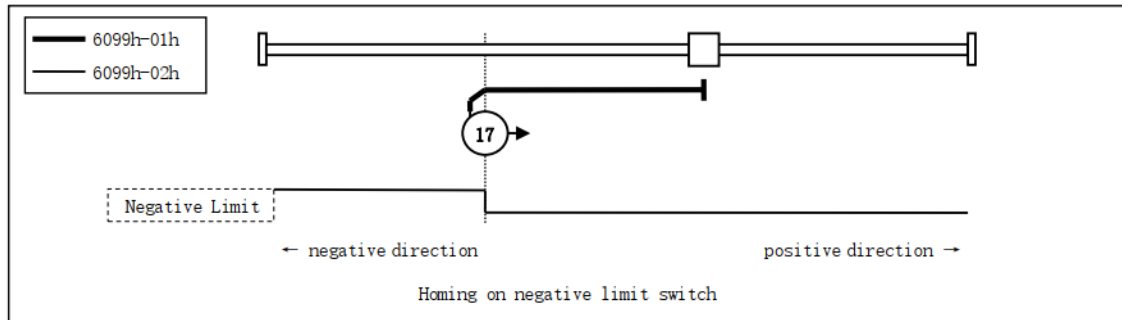 6099h-01h
6099h-02h
17
Negative Limit
← negative direction
positive direction →
Homing on negative limit switch